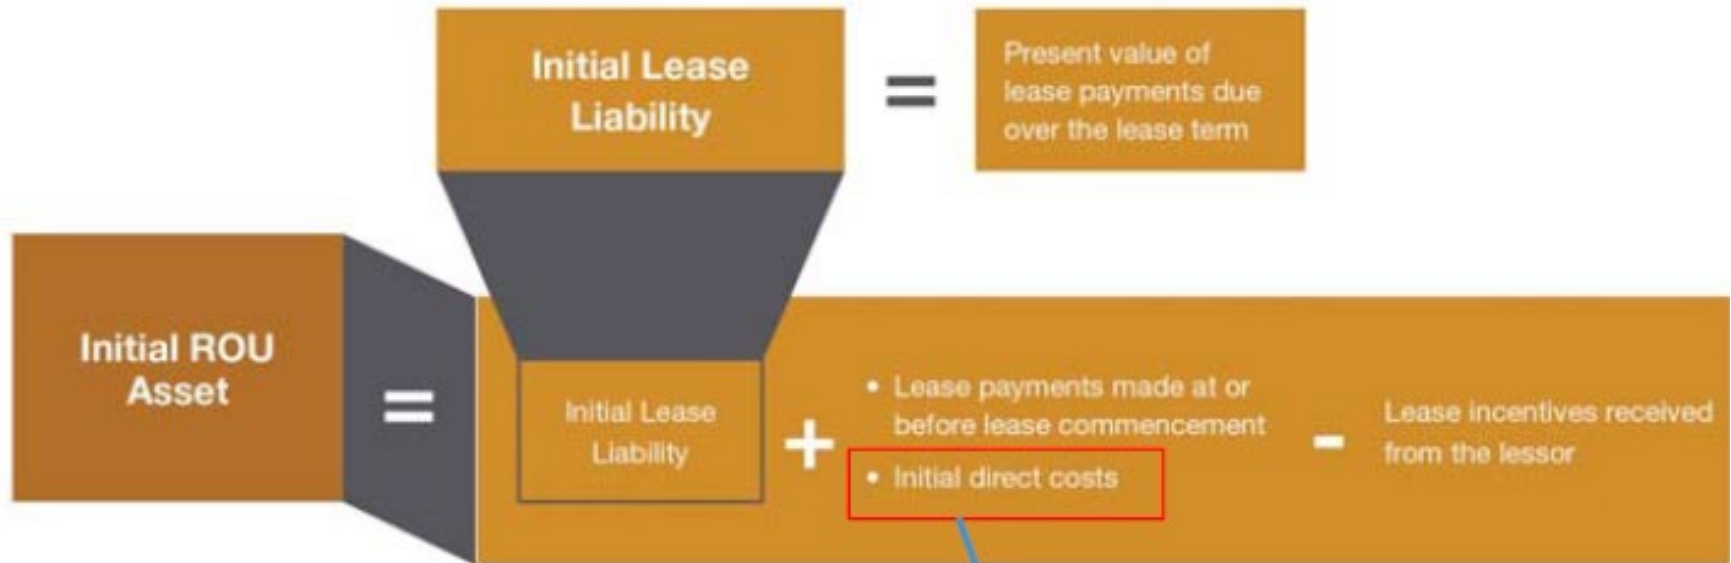 Initial Lease
Liability
=
Present value of
lease payments due
over the lease term
Initial ROU
Asset
=
Initial Lease
Liability
+
• Lease payments made at or
before lease commencement
• Initial direct costs
-
Lease incentives received
from the lessor